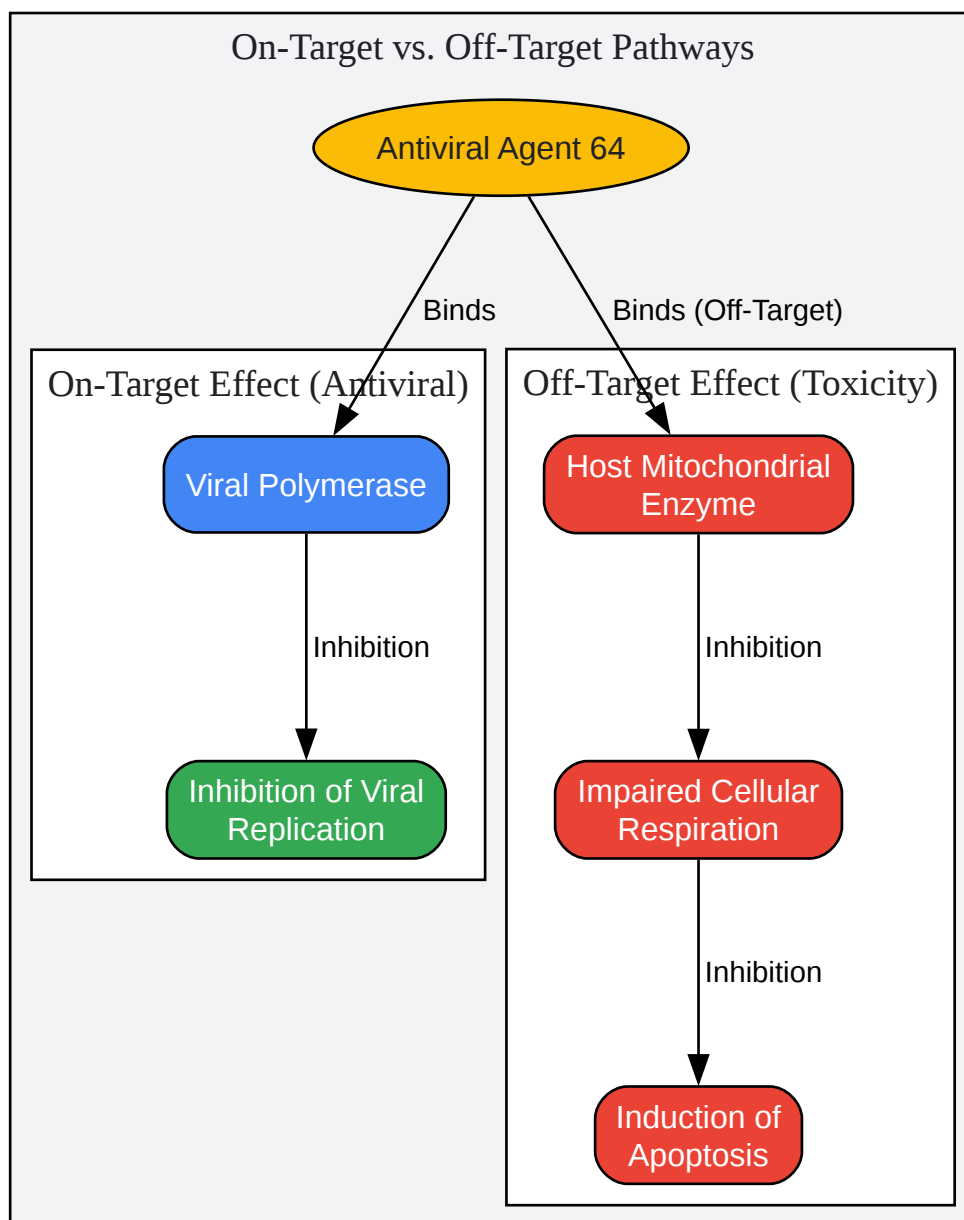 On-Target vs. Off-Target Pathways
Antiviral Agent 64
Binds
Binds (Off-Target)
On-Target Effect (Antiviral)
Viral Polymerase
Inhibition
Inhibition of Viral
Replication
Off-Target Effect (Toxicity)
Host Mitochondrial
Enzyme
Inhibition
Impaired Cellular
Respiration
Inhibition
Induction of
Apoptosis